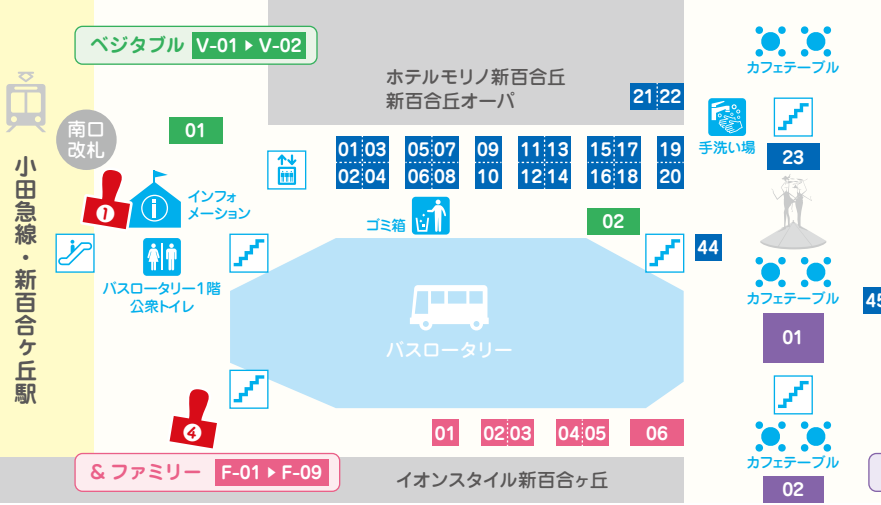 ベジタブル V-01 ▶ V-02
ホテルモリノ新百合丘
新百合丘オーパ
21 22
カフェテーブル
南口
改札
01
01 03 05 07 09 11 13 15 17 19
02 04 06 08 10 12 14 16 18 20
手洗い場
23
小田急線・新百合ヶ丘駅
1
i
インフォ
メーション
ゴミ箱
02
44
バスロータリー1階
公衆トイレ
カフェテーブル
45
01
バスロータリー
4
01 02 03 04 05 06
カフェテーブル
& ファミリー F-01 ▶ F-09
イオンスタイル新百合ヶ丘
02